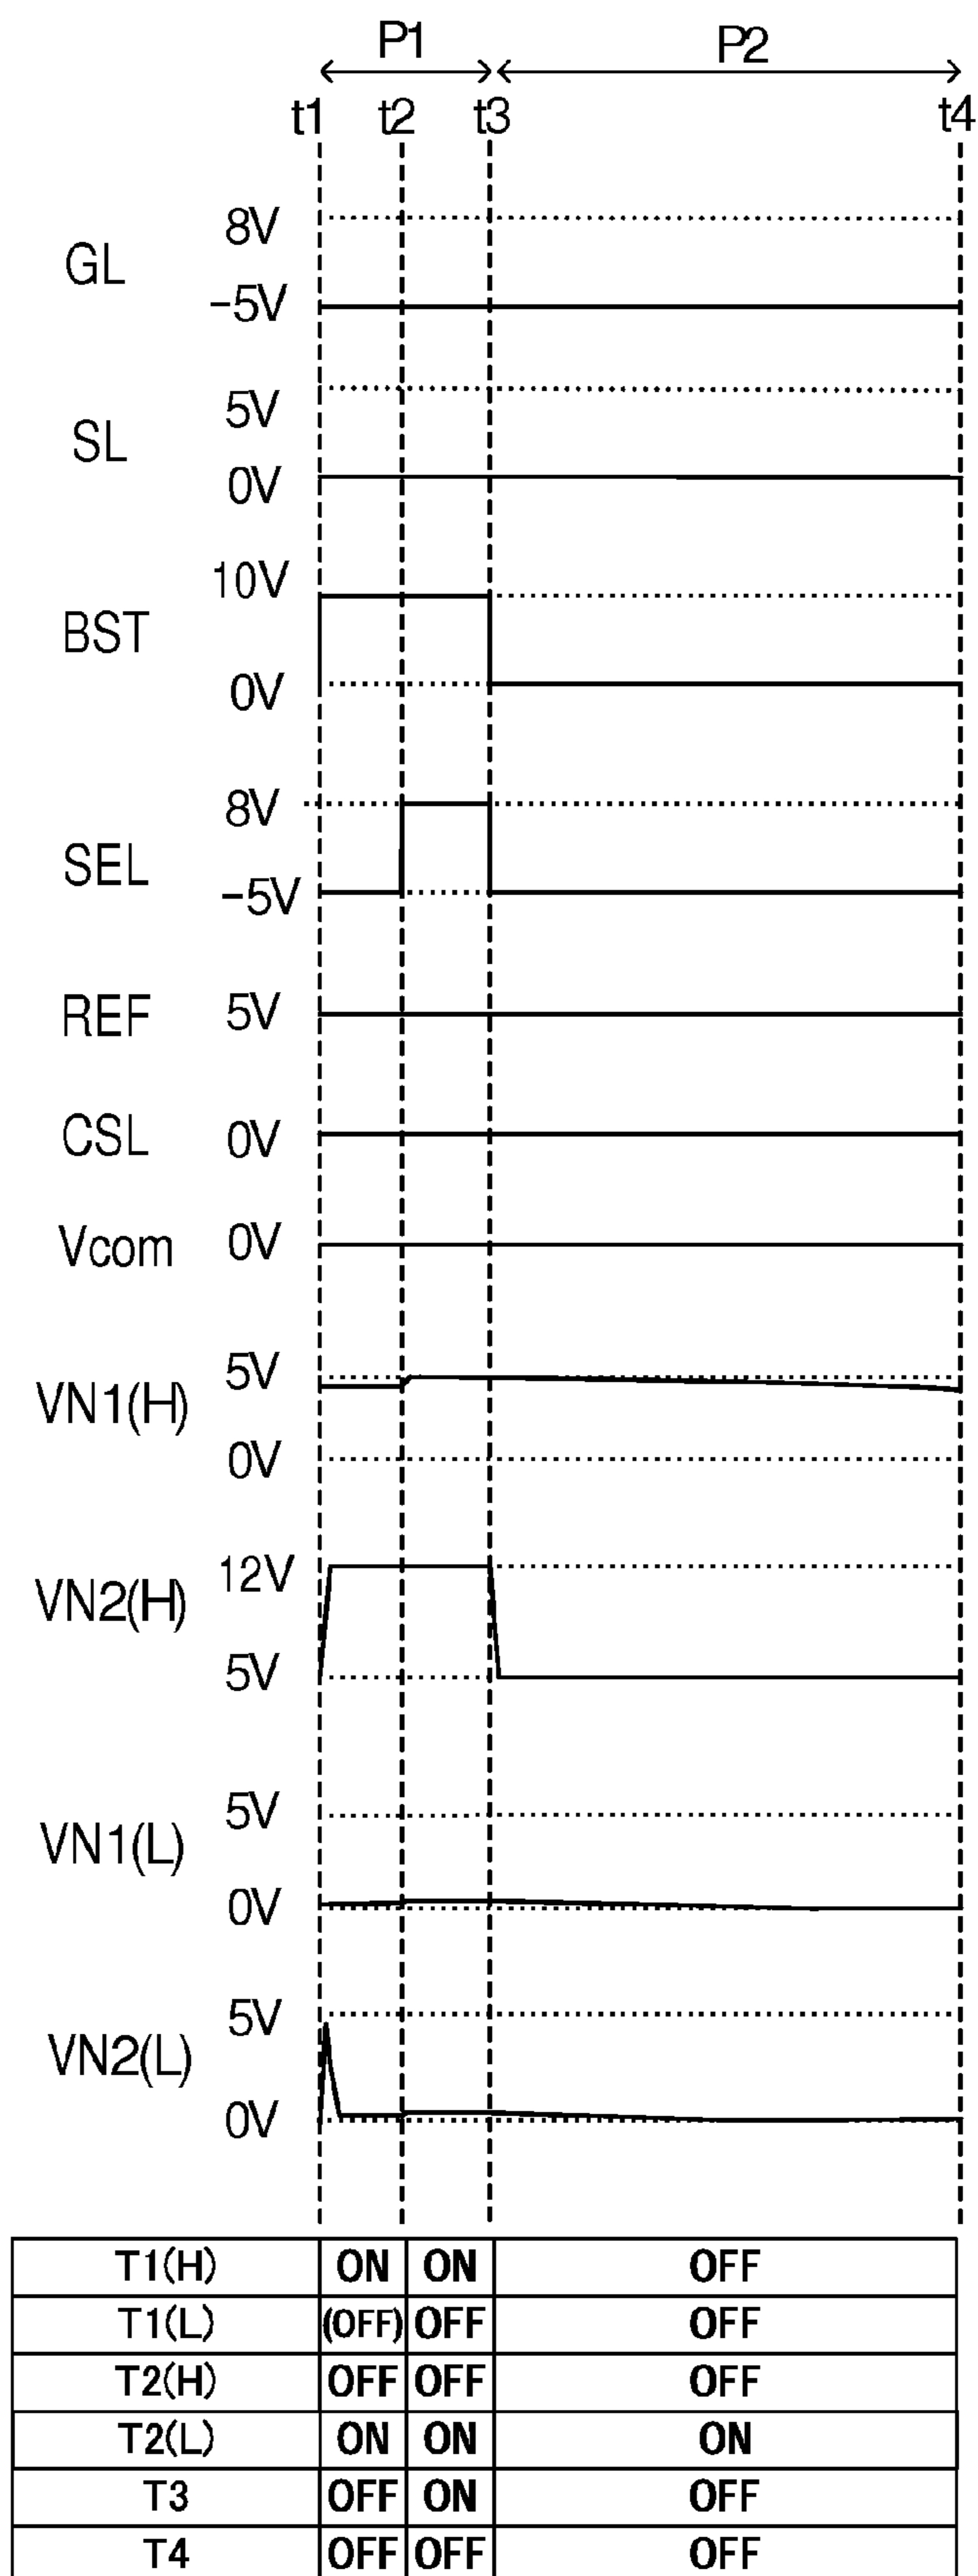 P1 P2
t1 t2 t3 t4
GL 8V
-5V
SL 5V
0V
BST 10V
0V
SEL 8V
-5V
REF 5V
CSL 0V
Vcom 0V
VN1(H) 5V
0V
VN2(H) 12V
5V
VN1(L) 5V
0V
VN2(L) 5V
0V
T1(H) ON ON OFF
T1(L) (OFF) OFF OFF
T2(H) OFF OFF OFF
T2(L) ON ON ON
T3 OFF ON OFF
T4 OFF OFF OFF